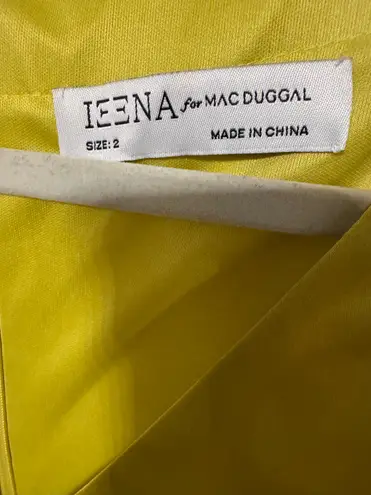 IEENA for MAC DUGGAL
SIZE: 2 MADE IN CHINA